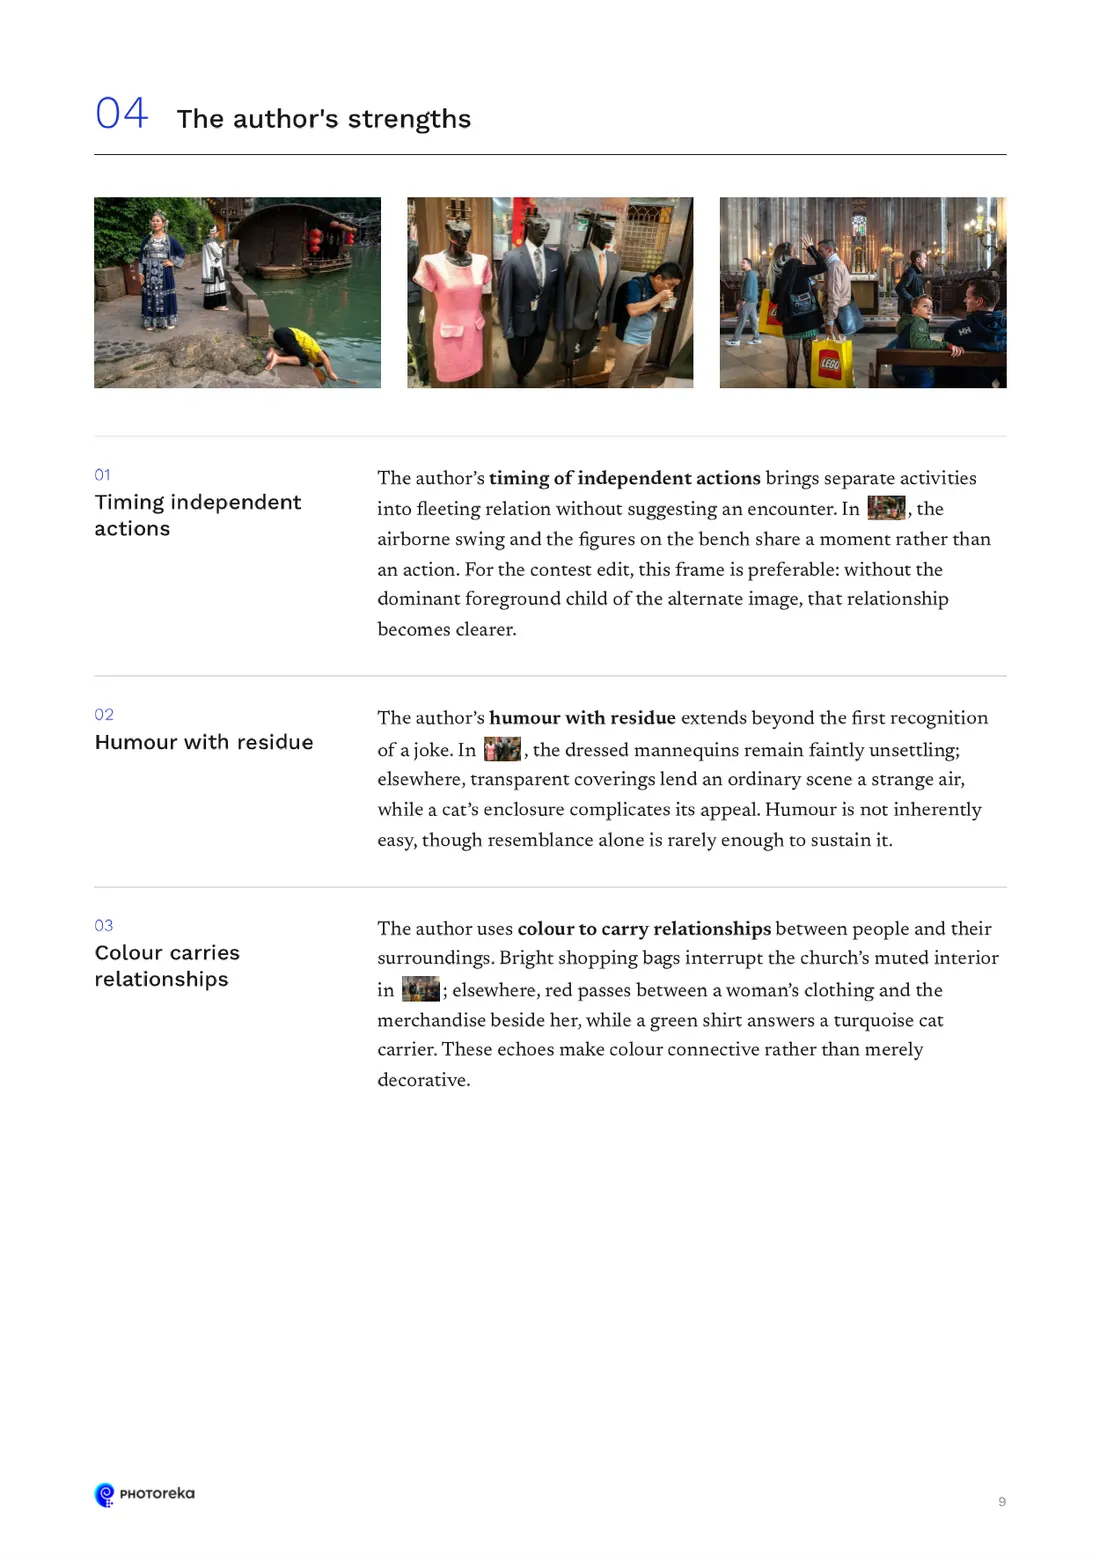 04 The author's strengths
LEGO
01
Timing independent
actions
The author’s timing of independent actions brings separate activities
into fleeting relation without suggesting an encounter. In , the
airborne swing and the figures on the bench share a moment rather than
an action. For the contest edit, this frame is preferable: without the
dominant foreground child of the alternate image, that relationship
becomes clearer.
02
Humour with residue
The author’s humour with residue extends beyond the first recognition
of a joke. In , the dressed mannequins remain faintly unsettling;
elsewhere, transparent coverings lend an ordinary scene a strange air,
while a cat’s enclosure complicates its appeal. Humour is not inherently
easy, though resemblance alone is rarely enough to sustain it.
03
Colour carries
relationships
The author uses colour to carry relationships between people and their
surroundings. Bright shopping bags interrupt the church’s muted interior
in ; elsewhere, red passes between a woman’s clothing and the
merchandise beside her, while a green shirt answers a turquoise cat
carrier. These echoes make colour connective rather than merely
decorative.
PHOTOreka
9